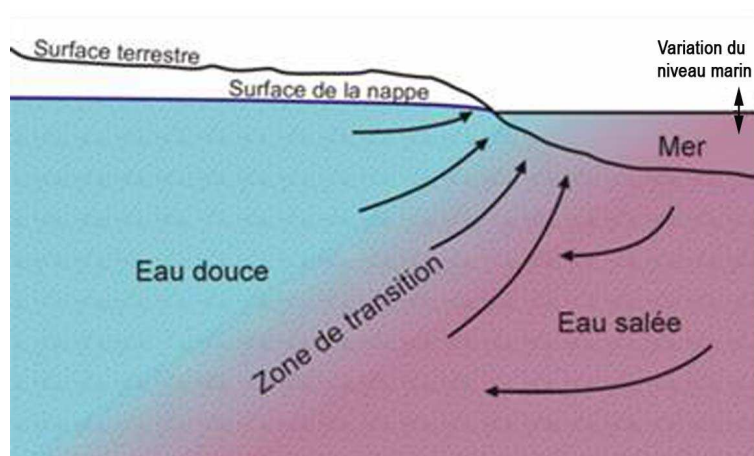 Surface terrestre
Variation du
niveau marin
Surface de la nappe
Mer
Eau douce
Zone de transition
Eau salée